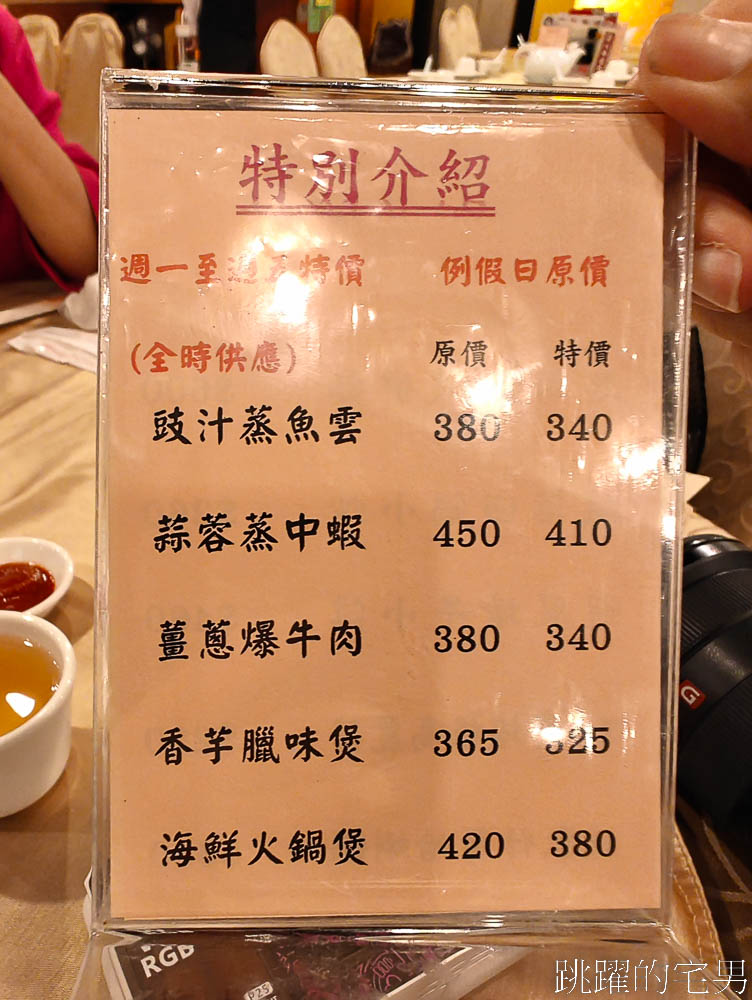 特別介紹
週一至週五特價 例假日原價
(全時供應) 原價 特價
豉汁蒸魚雲 380 340
蒜蓉蒸中蝦 450 410
薑蔥爆牛肉 380 340
香芋臘味煲 365 325
海鮮火鍋煲 420 380
G
RGB
P25
跳躍的宅男